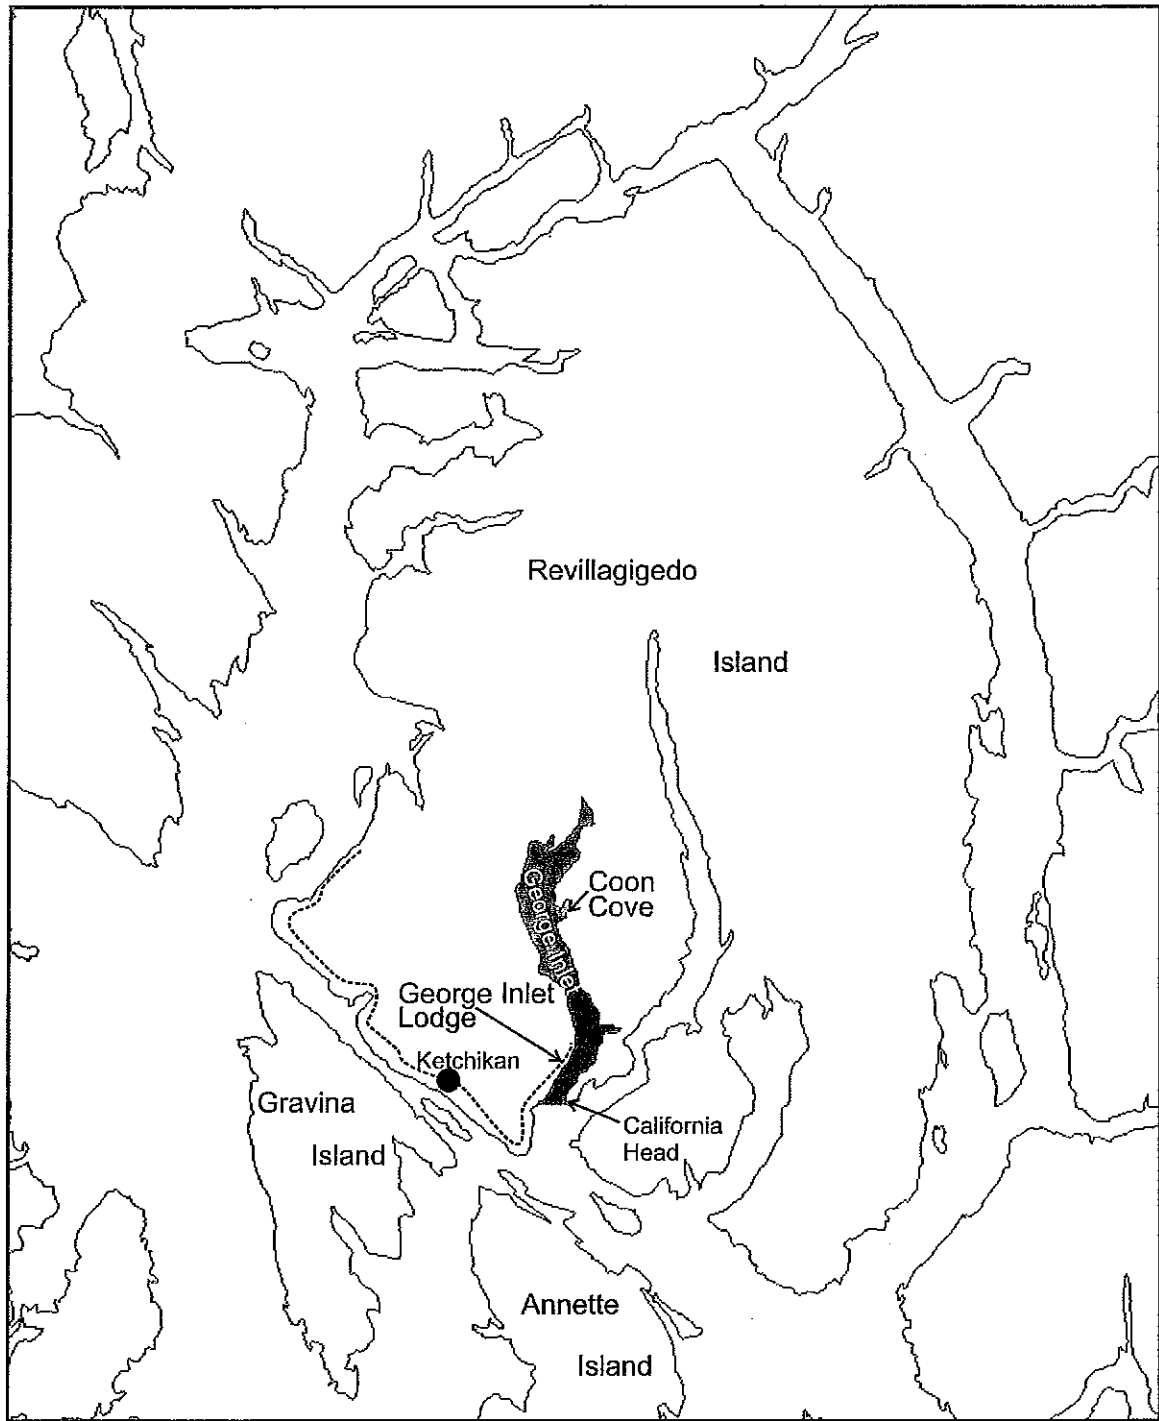 Revillagigedo
Island
Coon
Cove
George Inlet
George Inlet
Lodge
Ketchikan
Gravina
Island
California
Head
Annette
Island